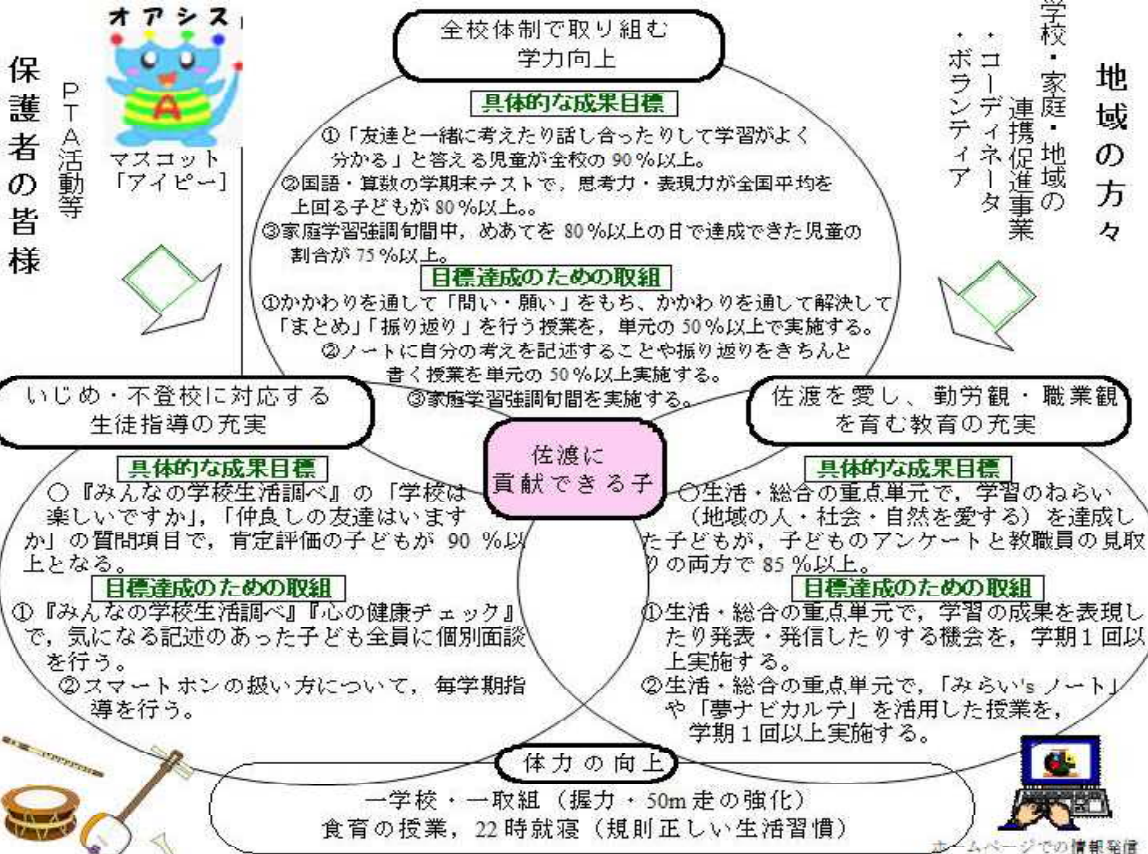 オアシス
A
マスコット
「アイピー]
保護者の皆様
PTA活動等
地域の方々
学校・家庭・地域の
連携促進事業
・コーディネータ
・ボランティア
全校体制で取り組む
学力向上
具体的な成果目標
①「友達と一緒に考えたり話し合ったりして学習がよく
分かる」と答える児童が全校の 90 %以上。
②国語・算数の学期末テストで，思考力・表現力が全国平均を
上回る子どもが 80 %以上。。
③家庭学習強調旬間中，めあてを 80 %以上の日で達成できた児童の
割合が 75 %以上。
目標達成のための取組
①かかわりを通して「問い・願い」をもち、かかわりを通して解決して
「まとめ」「振り返り」を行う授業を，単元の 50 %以上で実施する。
②ノートに自分の考えを記述することや振り返りをきちんと
書く授業を単元の 50 %以上実施する。
③家庭学習強調旬間を実施する。
いじめ・不登校に対応する
生徒指導の充実
具体的な成果目標
○『みんなの学校生活調べ』の「学校は
楽しいですか」，「仲良しの友達はいます
か」の質問項目で，肯定評価の子どもが 90 %以
上となる。
目標達成のための取組
①『みんなの学校生活調べ』『心の健康チェック』
で，気になる記述のあった子ども全員に個別面談
を行う。
②スマートホンの扱い方について，毎学期指
導を行う。
佐渡に
貢献できる子
佐渡を愛し、勤労観・職業観
を育む教育の充実
具体的な成果目標
○生活・総合の重点単元で，学習のねらい
（地域の人・社会・自然を愛する）を達成し
た子どもが，子どものアンケートと教職員の見取
りの両方で 85 %以上。
目標達成のための取組
①生活・総合の重点単元で，学習の成果を表現し
たり発表・発信したりする機会を，学期１回以
上実施する。
②生活・総合の重点単元で，「みらい's ノート」
や「夢ナビカルテ」を活用した授業を，
学期１回以上実施する。
体力の向上
一学校・一取組（握力・50m 走の強化）
食育の授業，22 時就寝（規則正しい生活習慣）
ホームページでの情報発信